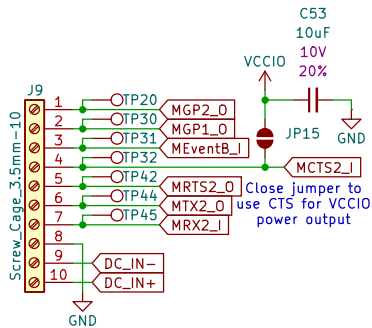 C53
10uF
10V
20%
VCCIO
GND
JP15
J9
Screw_Cage_3.5mm-10
1
2
3
4
5
6
7
8
9
10
TP20
TP30
TP31
TP32
TP42
TP44
TP45
MGP2_O
MGP1_O
MEventB_I
MCTS2_I
MRTS2_O
MTX2_O
MRX2_I
DC_IN-
DC_IN+
Close jumper to
use CTS for VCCIO
power output
GND